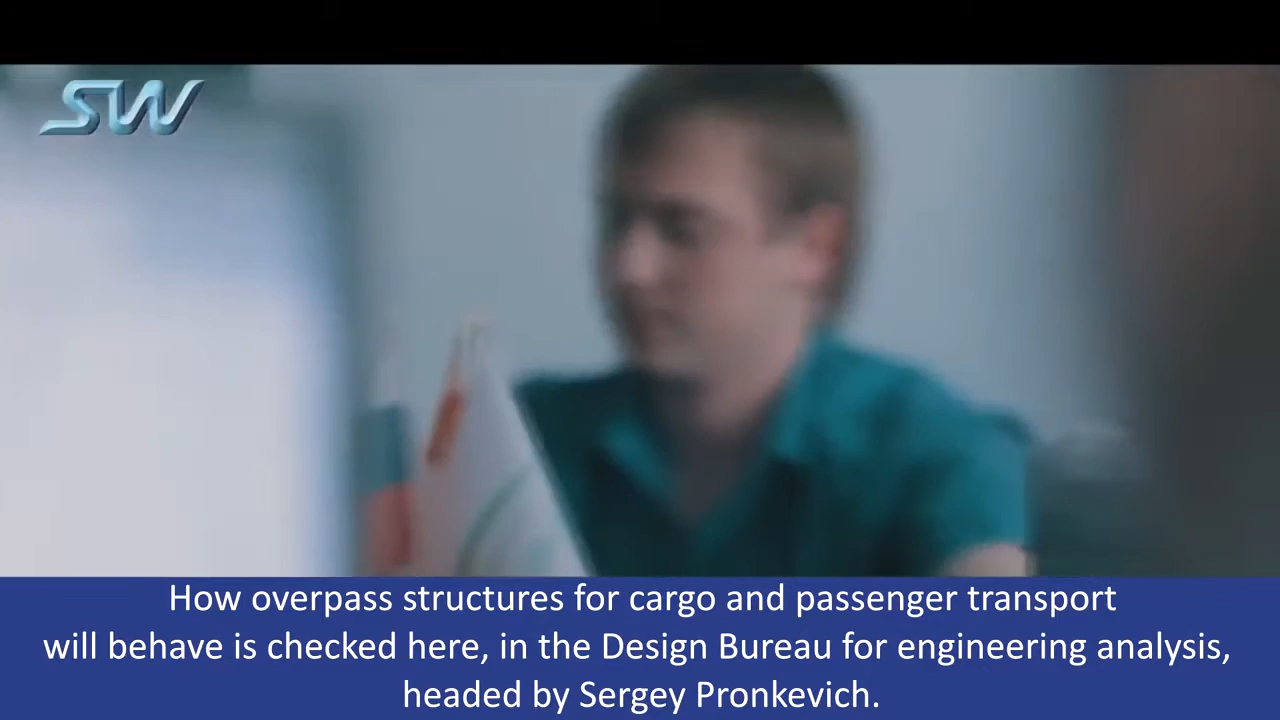 SW
How overpass structures for cargo and passenger transport
will behave is checked here, in the Design Bureau for engineering analysis,
headed by Sergey Pronkevich.